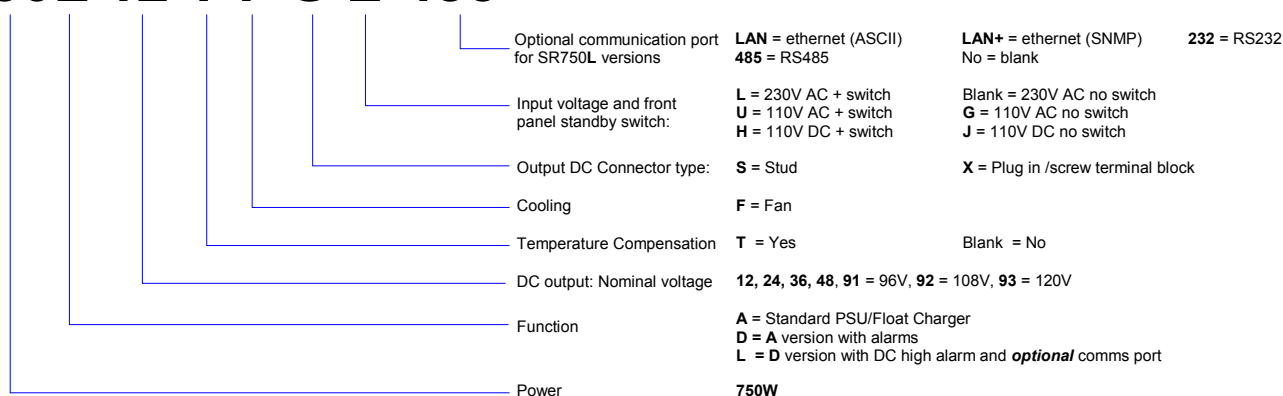 Optional communication port LAN = ethernet (ASCII) LAN+ = ethernet (SNMP) 232 = RS232
for SR750L versions 485 = RS485 No = blank
Input voltage and front L = 230V AC + switch Blank = 230V AC no switch
panel standby switch: U = 110V AC + switch G = 110V AC no switch
H = 110V DC + switch J = 110V DC no switch
Output DC Connector type: S = Stud X = Plug in /screw terminal block
Cooling F = Fan
Temperature Compensation T = Yes Blank = No
DC output: Nominal voltage 12, 24, 36, 48, 91 = 96V, 92 = 108V, 93 = 120V
Function A = Standard PSU/Float Charger
D = A version with alarms
L = D version with DC high alarm and optional comms port
Power 750W